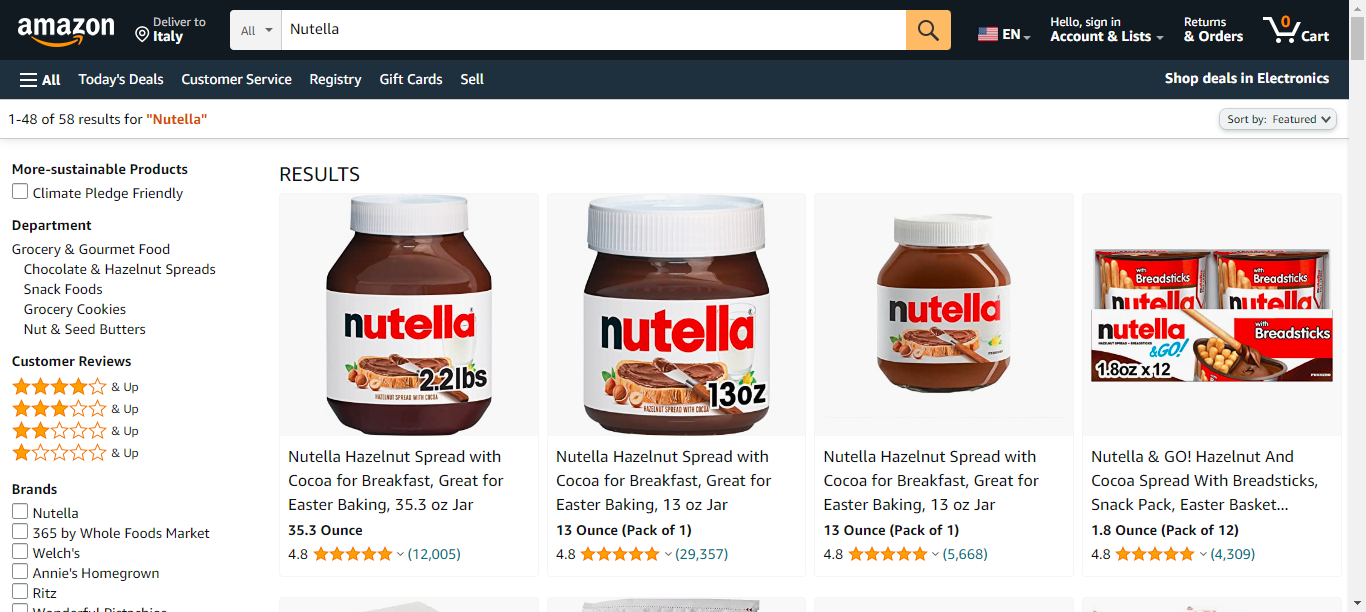 amazon
Deliver to
Italy
All
Nutella
EN
Hello, sign in
Account & Lists
Returns
& Orders
0
Cart
All
Today's Deals
Customer Service
Registry
Gift Cards
Sell
Shop deals in Electronics
1-48 of 58 results for "Nutella"
Sort by: Featured
More-sustainable Products
Climate Pledge Friendly
Department
Grocery & Gourmet Food
Chocolate & Hazelnut Spreads
Snack Foods
Grocery Cookies
Nut & Seed Butters
Customer Reviews
& Up
& Up
& Up
& Up
Brands
Nutella
365 by Whole Foods Market
Welch's
Annie's Homegrown
Ritz
Wonderful Pistachios
RESULTS
nutella
2.2lbs
HAZELNUT SPREAD WITH COCOA
Nutella Hazelnut Spread with
Cocoa for Breakfast, Great for
Easter Baking, 35.3 oz Jar
35.3 Ounce
4.8
(12,005)
nutella
13oz
HAZELNUT SPREAD WITH COCOA
Nutella Hazelnut Spread with
Cocoa for Breakfast, Great for
Easter Baking, 13 oz Jar
13 Ounce (Pack of 1)
4.8
(29,357)
nutella
Nutella Hazelnut Spread with
Cocoa for Breakfast, Great for
Easter Baking, 13 oz Jar
13 Ounce (Pack of 1)
4.8
(5,668)
with
Breadsticks
nutella
with
Breadsticks
nutella
nutella
&GO!
with
Breadsticks
1.8oz x 12
Nutella & GO! Hazelnut And
Cocoa Spread With Breadsticks,
Snack Pack, Easter Basket...
1.8 Ounce (Pack of 12)
4.8
(4,309)